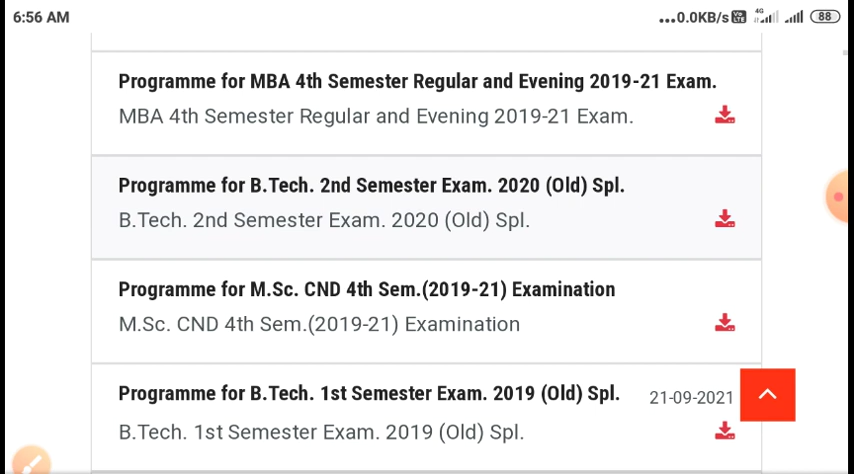 6:56 AM ...0.0KB/s Vo LTE 4G 88
Programme for MBA 4th Semester Regular and Evening 2019-21 Exam.
MBA 4th Semester Regular and Evening 2019-21 Exam.
Programme for B.Tech. 2nd Semester Exam. 2020 (Old) Spl.
B.Tech. 2nd Semester Exam. 2020 (Old) Spl.
Programme for M.Sc. CND 4th Sem.(2019-21) Examination
M.Sc. CND 4th Sem.(2019-21) Examination
Programme for B.Tech. 1st Semester Exam. 2019 (Old) Spl. 21-09-2021
B.Tech. 1st Semester Exam. 2019 (Old) Spl.